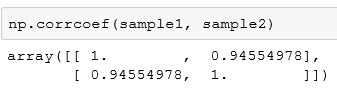 np.corrcoef(sample1, sample2)
array([[ 1.        ,  0.94554978],
       [ 0.94554978,  1.        ]])